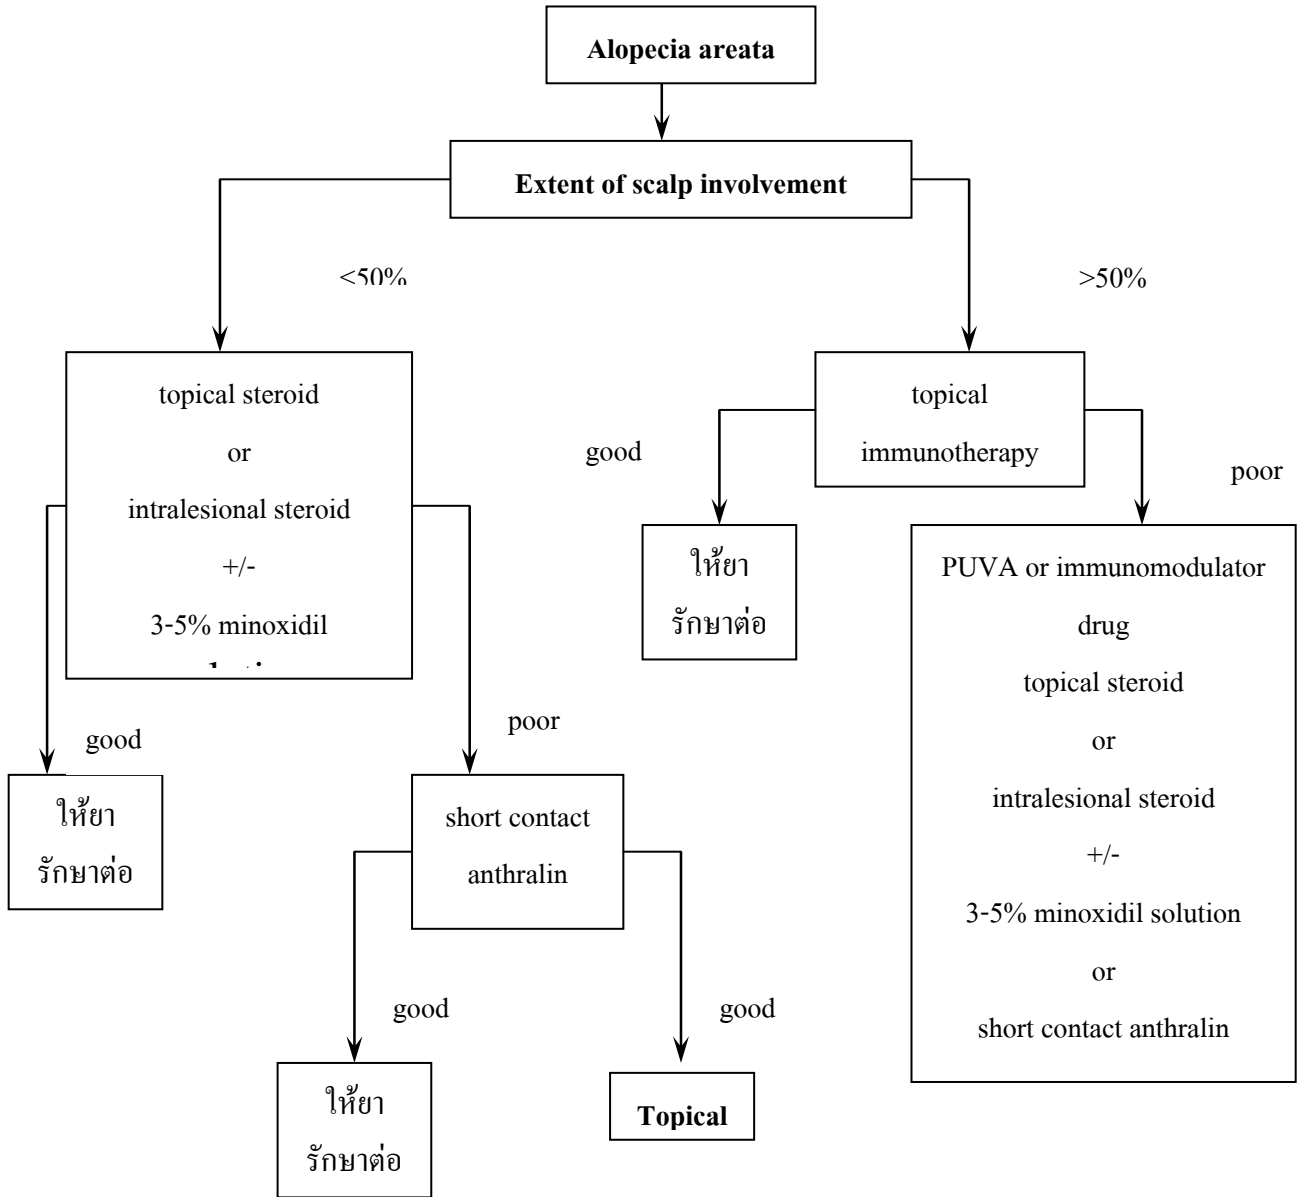 Alopecia areata
Extent of scalp involvement
<50%
>50%
topical steroid
or
intralesional steroid
+/-
3-5% minoxidil
good
poor
topical
immunotherapy
good
poor
ให้ยา
รักษาต่อ
PUVA or immunomodulator
drug
topical steroid
or
intralesional steroid
+/-
3-5% minoxidil solution
or
short contact anthralin
ให้ยา
รักษาต่อ
short contact
anthralin
good
good
ให้ยา
รักษาต่อ
Topical